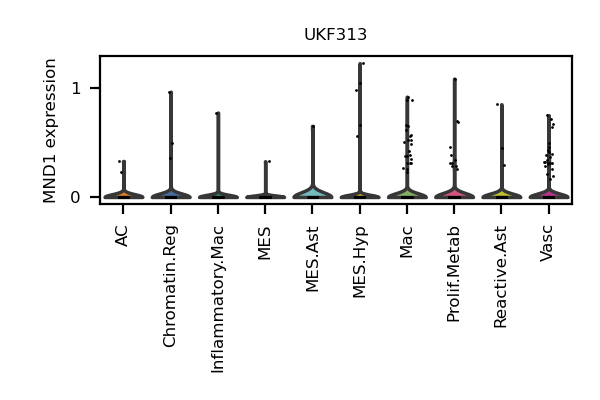 UKF313
MND1 expression
1
0
AC
Chromatin.Reg
Inflammatory.Mac
MES
MES.Ast
MES.Hyp
Mac
Prolif.Metab
Reactive.Ast
Vasc